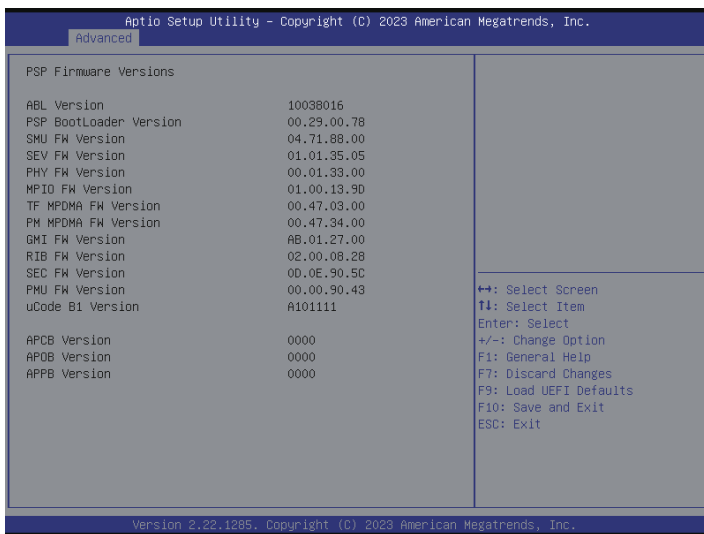 Aptio Setup Utility – Copyright (C) 2023 American Megatrends, Inc.
Advanced
PSP Firmware Versions
ABL Version 10038016
PSP BootLoader Version 00.29.00.78
SMU FW Version 04.71.88.00
SEV FW Version 01.01.35.05
PHY FW Version 00.01.33.00
MPIO FW Version 01.00.13.9D
TF MPDMA FW Version 00.47.03.00
PM MPDMA FW Version 00.47.34.00
GMI FW Version AB.01.27.00
RIB FW Version 02.00.08.28
SEC FW Version 0D.0E.90.5C
PMU FW Version 00.00.90.43
uCode B1 Version A101111
APCB Version 0000
APOB Version 0000
APPB Version 0000
↔: Select Screen
↑↓: Select Item
Enter: Select
+/-: Change Option
F1: General Help
F7: Discard Changes
F9: Load UEFI Defaults
F10: Save and Exit
ESC: Exit
Version 2.22.1285. Copyright (C) 2023 American Megatrends, Inc.